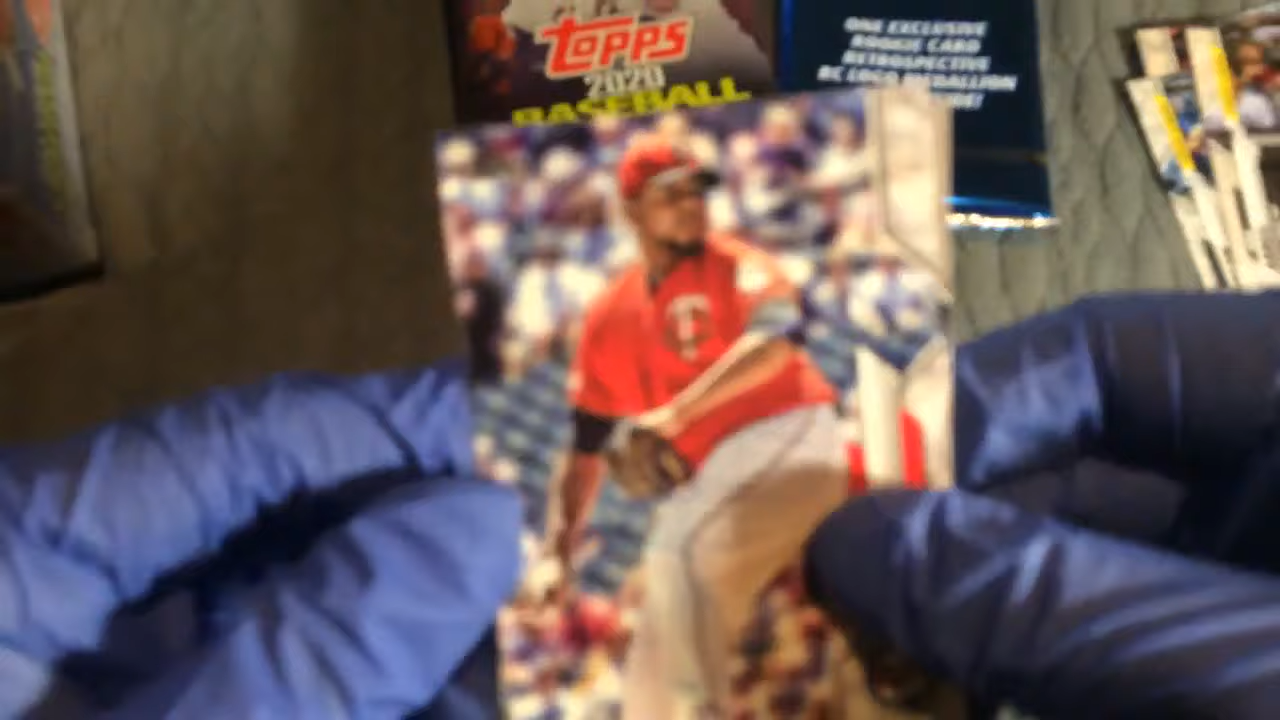 Topps
2020
BASEBALL
ONE EXCLUSIVE
ROOKIE CARD
RETROSPECTIVE
RC LOGO MEDALLION
T